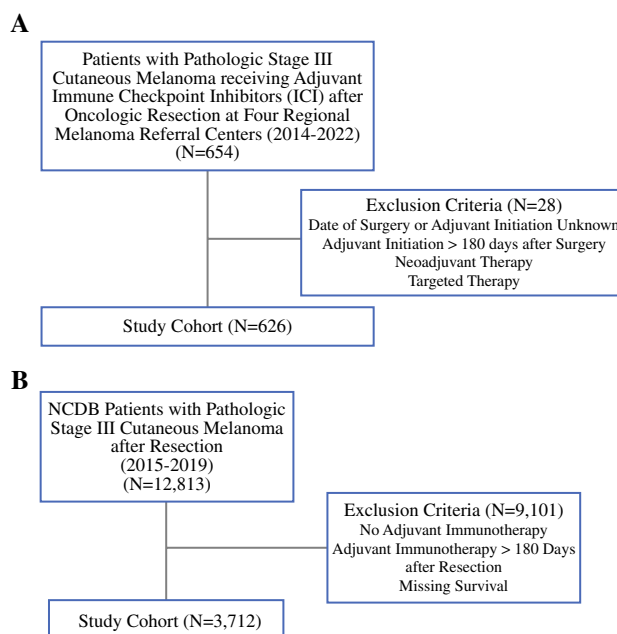 A
Patients with Pathologic Stage III
Cutaneous Melanoma receiving Adjuvant
Immune Checkpoint Inhibitors (ICI) after
Oncologic Resection at Four Regional
Melanoma Referral Centers (2014-2022)
(N=654)
Exclusion Criteria (N=28)
Date of Surgery or Adjuvant Initiation Unknown
Adjuvant Initiation > 180 days after Surgery
Neoadjuvant Therapy
Targeted Therapy
Study Cohort (N=626)
B
NCDB Patients with Pathologic
Stage III Cutaneous Melanoma
after Resection
(2015-2019)
(N=12,813)
Exclusion Criteria (N=9,101)
No Adjuvant Immunotherapy
Adjuvant Immunotherapy > 180 Days
after Resection
Missing Survival
Study Cohort (N=3,712)